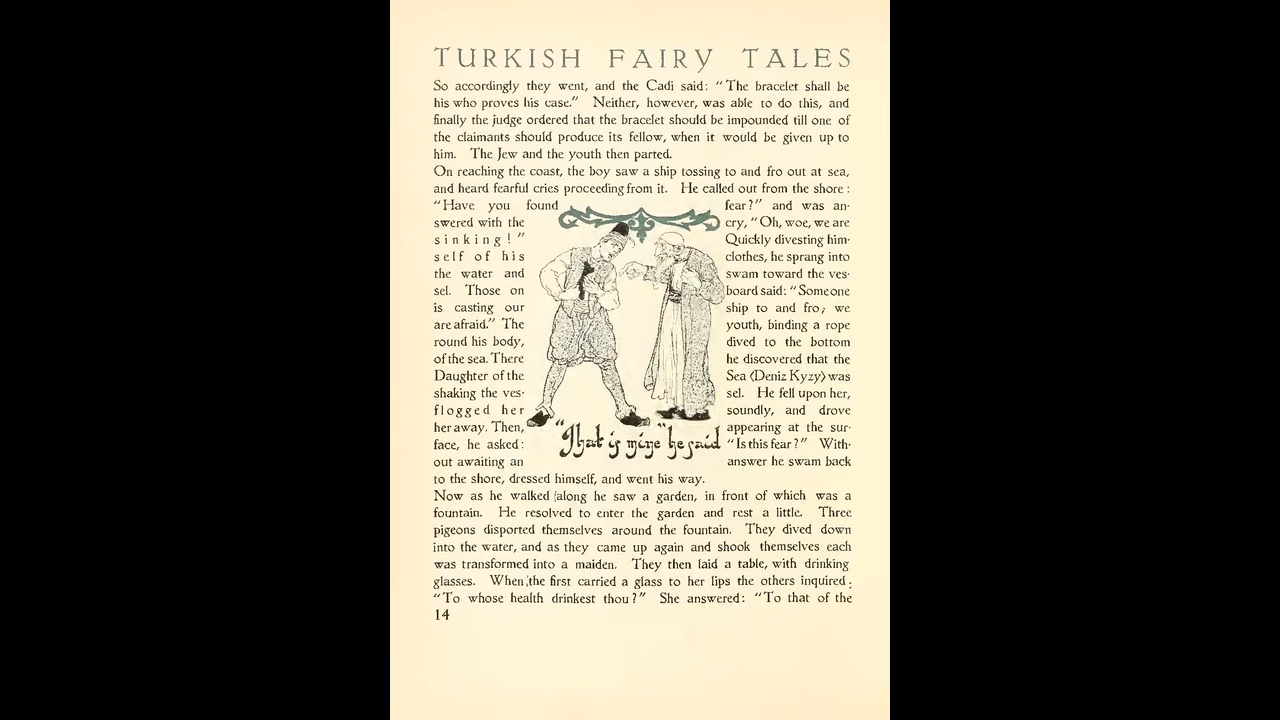 TURKISH FAIRY TALES
So accordingly they went, and the Cadi said: "The bracelet shall be
his who proves his case." Neither, however, was able to do this, and
finally the judge ordered that the bracelet should be impounded till one of
the claimants should produce its fellow, when it would be given up to
him. The Jew and the youth then parted.
On reaching the coast, the boy saw a ship tossing to and fro out at sea,
and heard fearful cries proceeding from it. He called out from the shore:
"Have you found fear?" and was an-
swered with the cry, "Oh, woe, we are
sinking!" Quickly divesting him-
self of his clothes, he sprang into
the water and swam toward the ves-
sel. Those on board said: "Someone
is casting our ship to and fro; we
are afraid." The youth, binding a rope
round his body, dived to the bottom
of the sea. There he discovered that the
Daughter of the Sea (Deniz Kyzy) was
shaking the ves- sel. He fell upon her,
flogged her soundly, and drove
her away. Then, appearing at the sur-
face, he asked: "Is this fear?" With-
out awaiting an answer he swam back
"That is mine" he said
to the shore, dressed himself, and went his way.
Now as he walked along he saw a garden, in front of which was a
fountain. He resolved to enter the garden and rest a little. Three
pigeons disported themselves around the fountain. They dived down
into the water, and as they came up again and shook themselves each
was transformed into a maiden. They then laid a table, with drinking
glasses. When the first carried a glass to her lips the others inquired:
"To whose health drinkest thou?" She answered: "To that of the
14